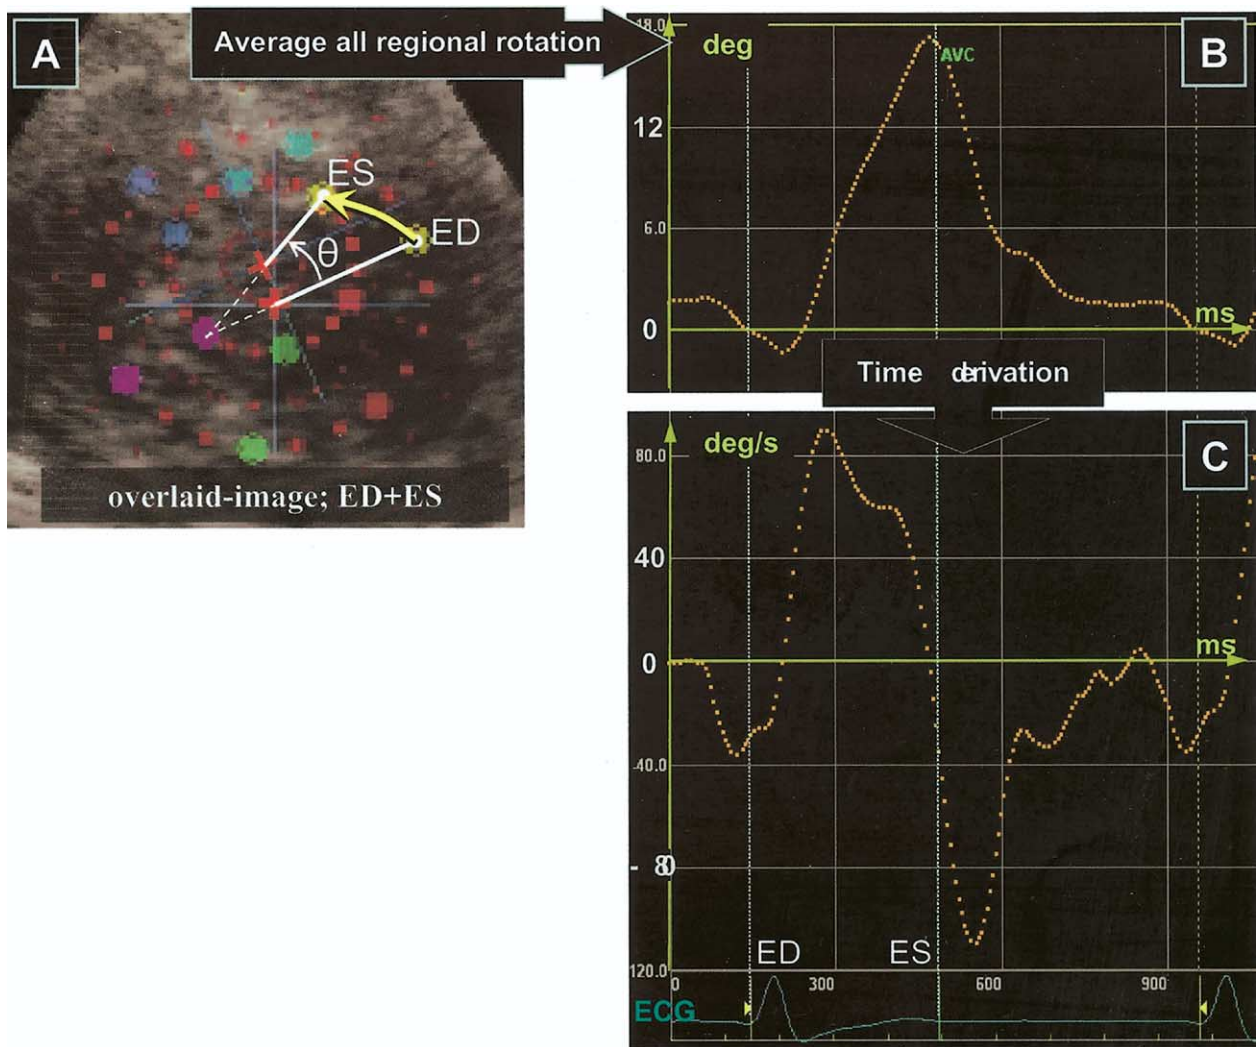 A
Average all regional rotation
ES
ED
θ
overlaid-image; ED+ES
B
18.0
deg
AVC
12
6.0
0
ms
Time derivation
C
deg/s
80.0
40
0
ms
-40.0
- 80
120.0
ED
ES
0
300
600
900
ECG